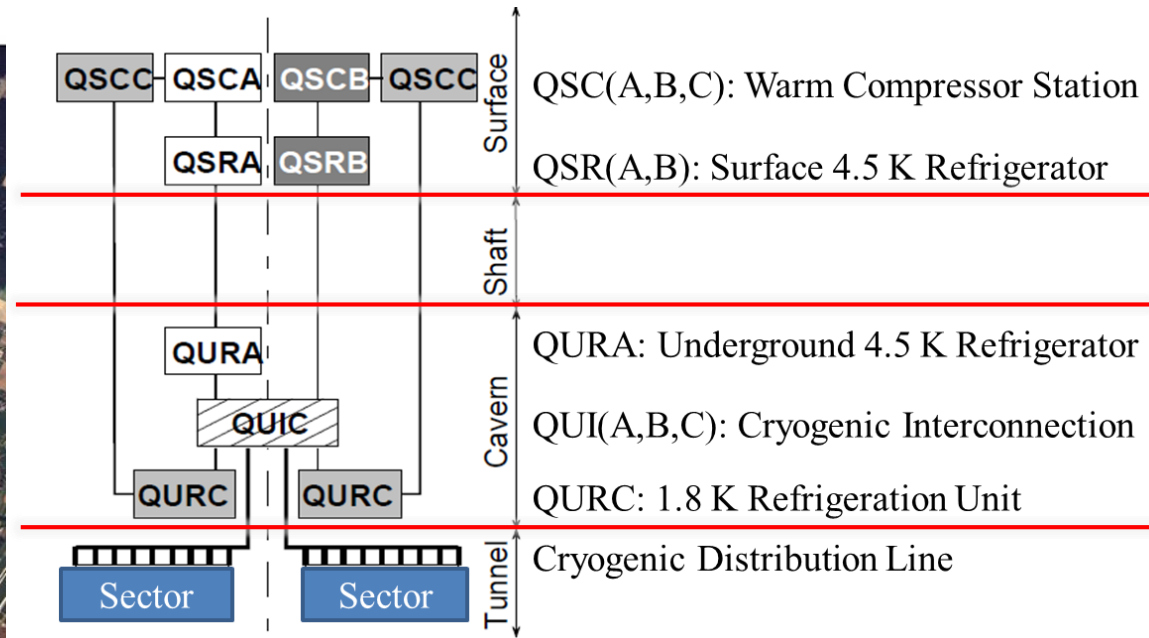 QSCC QSCA QSCB QSCC
Surface
QSC(A,B,C): Warm Compressor Station
QSRA QSRB
QSR(A,B): Surface 4.5 K Refrigerator
Shaft
QURA
QURA: Underground 4.5 K Refrigerator
Cavern
QUIC
QUI(A,B,C): Cryogenic Interconnection
QURC QURC
QURC: 1.8 K Refrigeration Unit
Tunnel
Cryogenic Distribution Line
Sector Sector